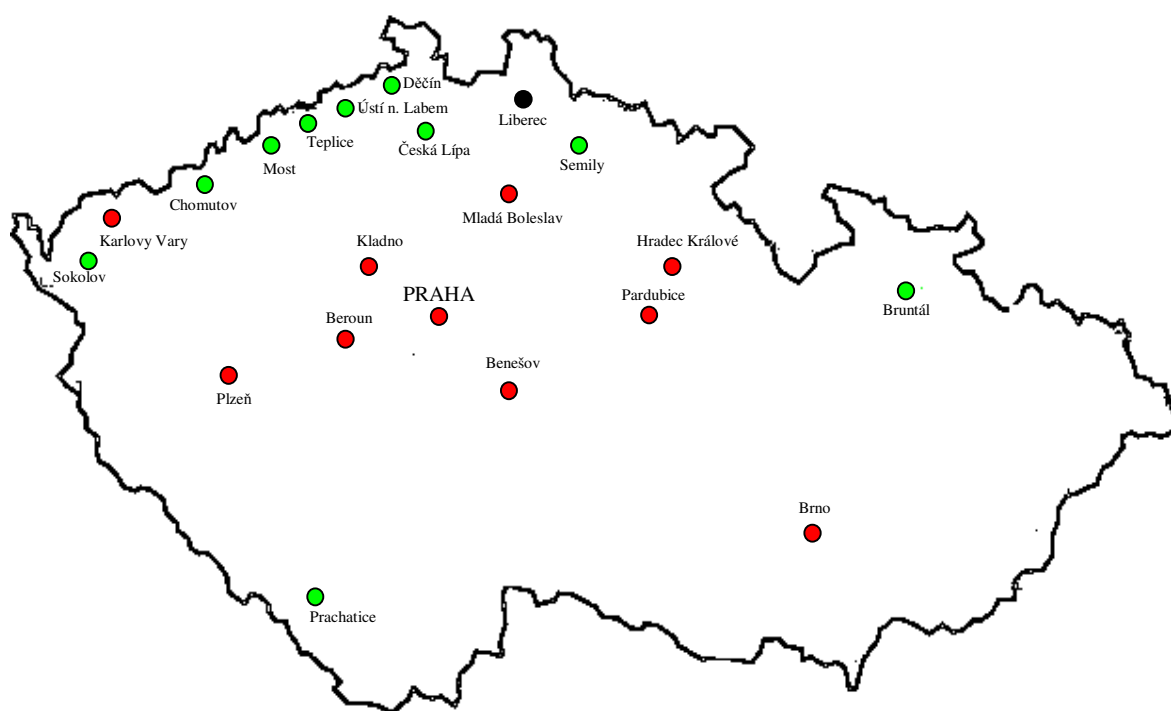 Děčín
Ústí n. Labem
Liberec
Teplice
Česká Lípa
Semily
Most
Chomutov
Mladá Boleslav
Karlovy Vary
Kladno
Hradec Králové
Sokolov
PRAHA
Pardubice
Bruntál
Beroun
Benešov
Plzeň
Brno
Prachatice